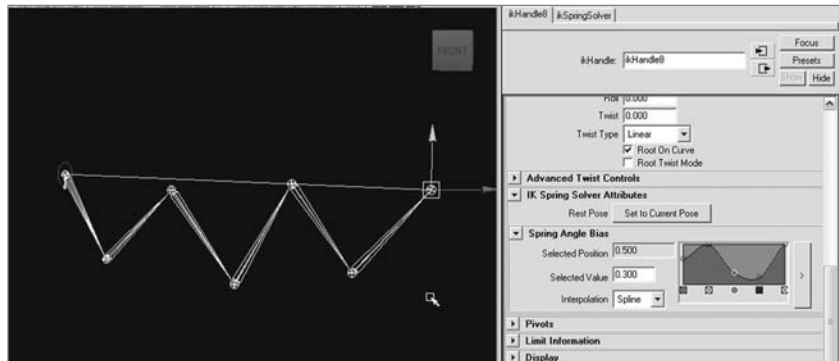 FRONT
ikHandle8 ikSpringSolver
ikHandle: ikHandle8
Focus
Presets
Show Hide
Roll 0.000
Twist 0.000
Twist Type Linear
Root On Curve
Root Twist Mode
Advanced Twist Controls
IK Spring Solver Attributes
Rest Pose Set to Current Pose
Spring Angle Bias
Selected Position 0.500
Selected Value 0.300
Interpolation Spline
>
Pivots
Limit Information
Display